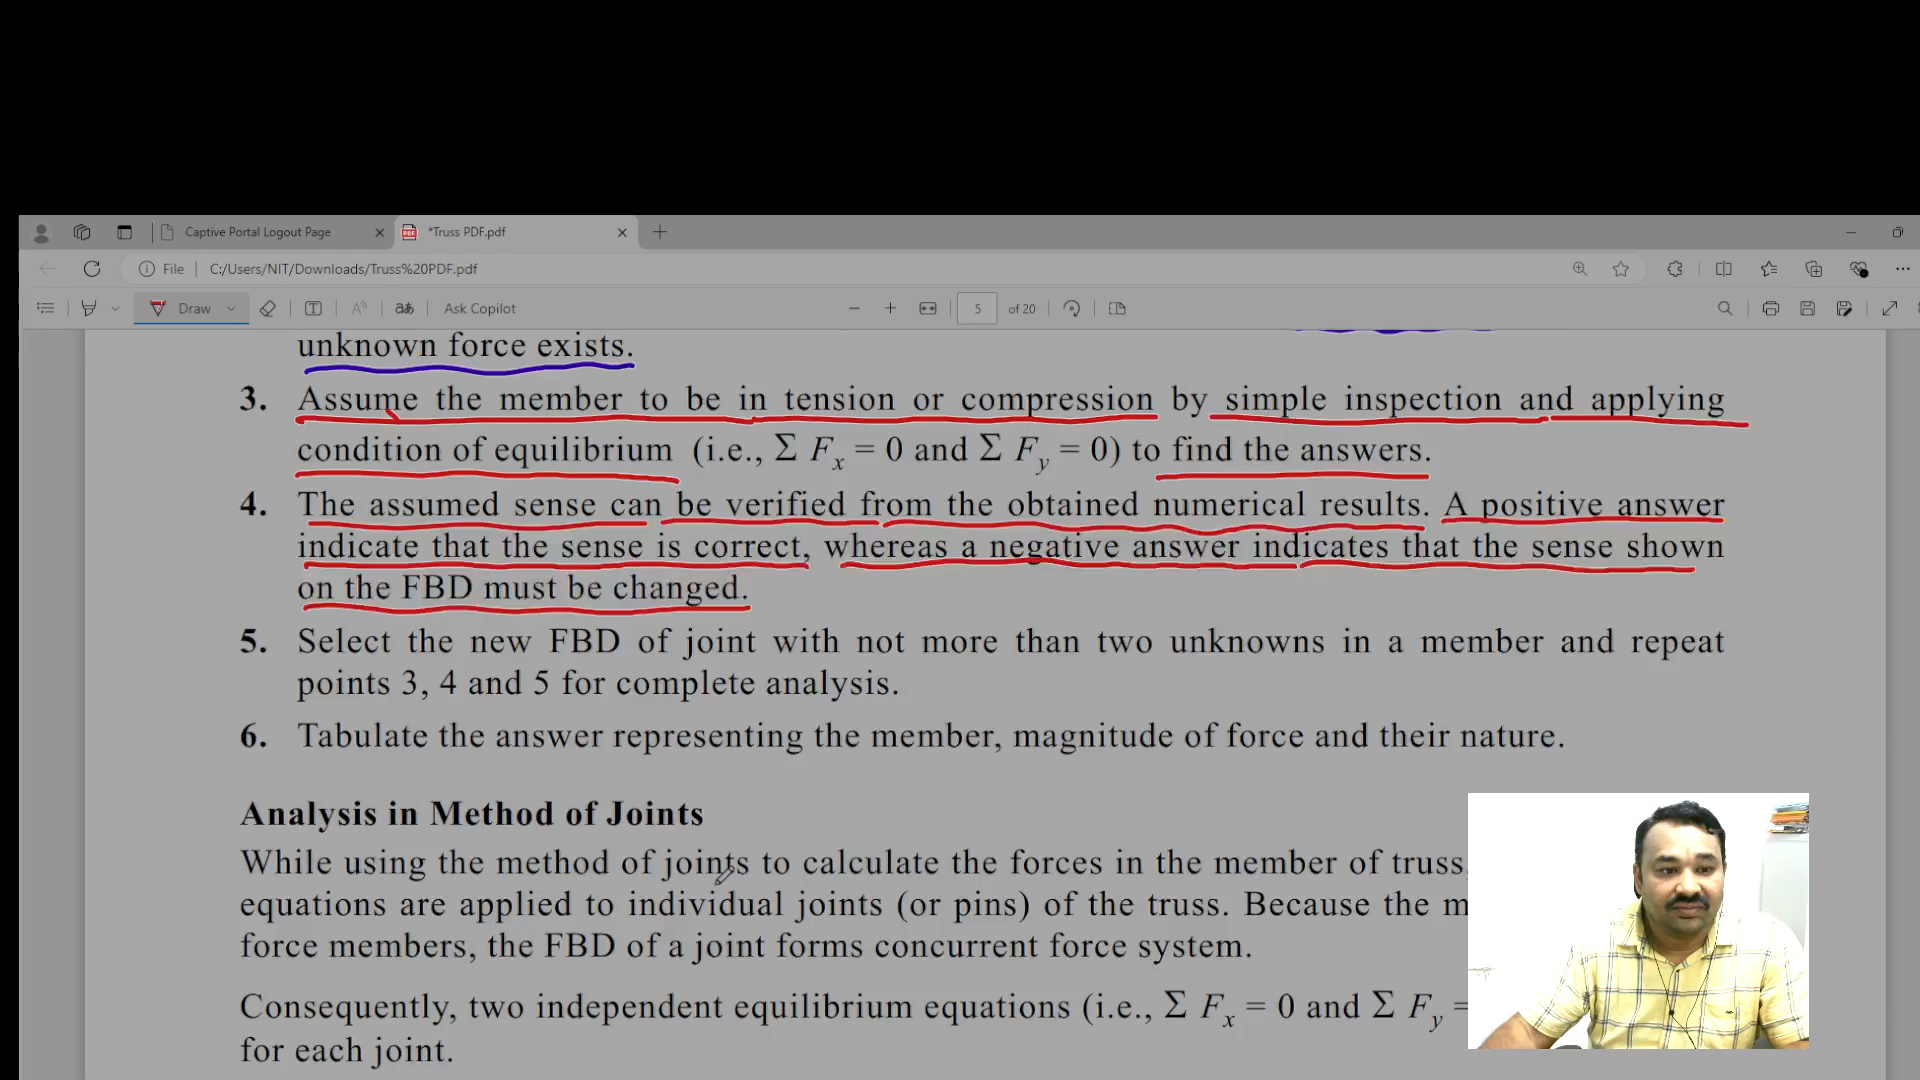 Captive Portal Logout Page
*Truss PDF.pdf
File
C:/Users/NIT/Downloads/Truss%20PDF.pdf
Draw
Ask Copilot
5
of 20
unknown force exists.
3. Assume the member to be in tension or compression by simple inspection and applying
condition of equilibrium (i.e., Σ Fx = 0 and Σ Fy = 0) to find the answers.
4. The assumed sense can be verified from the obtained numerical results. A positive answer
indicate that the sense is correct, whereas a negative answer indicates that the sense shown
on the FBD must be changed.
5. Select the new FBD of joint with not more than two unknowns in a member and repeat
points 3, 4 and 5 for complete analysis.
6. Tabulate the answer representing the member, magnitude of force and their nature.
Analysis in Method of Joints
While using the method of joints to calculate the forces in the member of truss,
equations are applied to individual joints (or pins) of the truss. Because the m
force members, the FBD of a joint forms concurrent force system.
Consequently, two independent equilibrium equations (i.e., Σ Fx = 0 and Σ Fy =
for each joint.